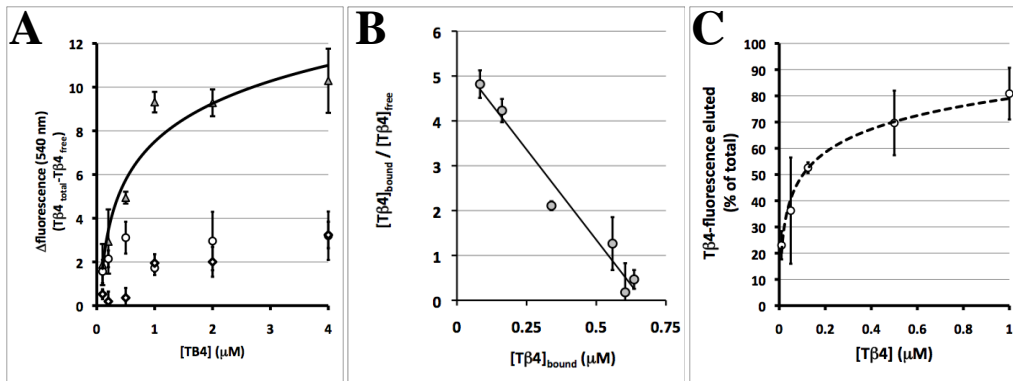 A
Δfluorescence (540 nm)
(Tβ4 total-Tβ4 free)
12
10
8
6
4
2
0
0 1 2 3 4
[TB4] (μM)
B
[Tβ4]bound / [Tβ4]free
6
5
4
3
2
1
0
0 0.25 0.5 0.75
[Tβ4]bound (μM)
C
Tβ4-fluorescence eluted
(% of total)
100
90
80
70
60
50
40
30
20
10
0
0 0.2 0.4 0.6 0.8 1
[Tβ4] (μM)